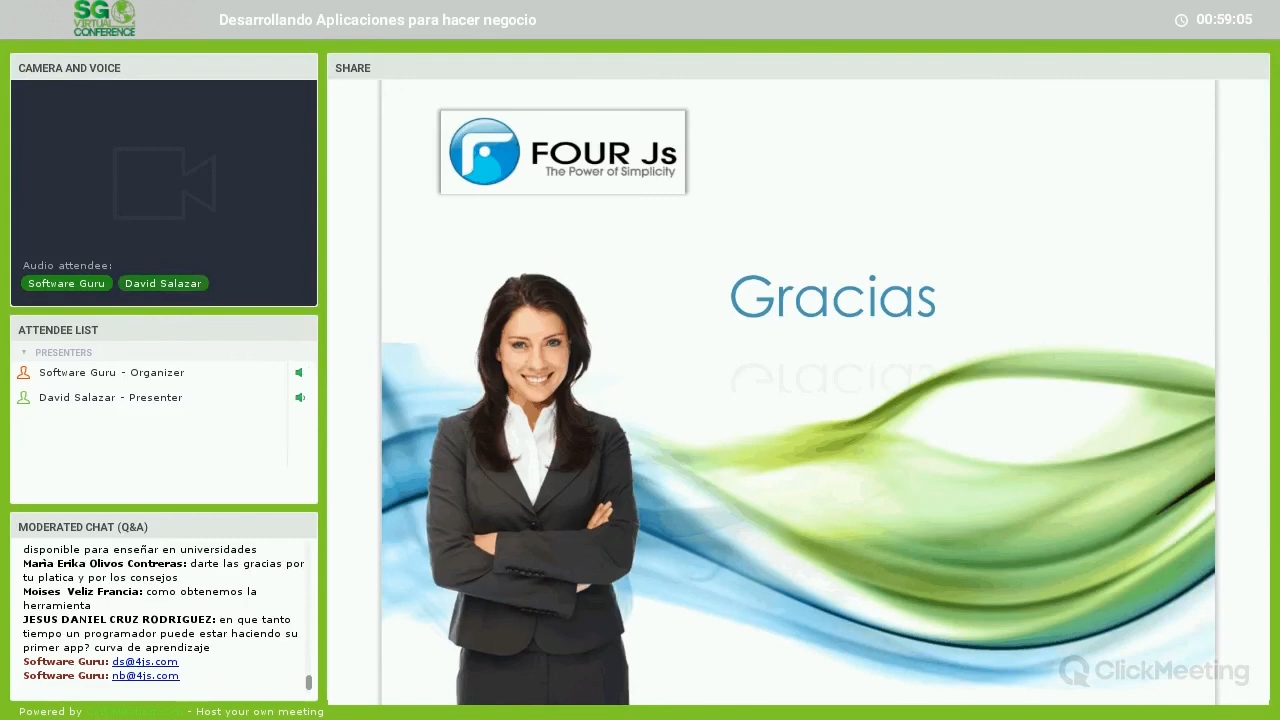 SG
VIRTUAL
CONFERENCE
Desarrollando Aplicaciones para hacer negocio
00:59:05
CAMERA AND VOICE
Audio attendee:
Software Guru
David Salazar
ATTENDEE LIST
PRESENTERS
Software Guru - Organizer
David Salazar - Presenter
MODERATED CHAT (Q&A)
disponible para enseñar en universidades
Marìa Erika Olivos Contreras: darte las gracias por
tu platica y por los consejos
Moises Veliz Francia: como obtenemos la
herramienta
JESUS DANIEL CRUZ RODRIGUEZ: en que tanto
tiempo un programador puede estar haciendo su
primer app? curva de aprendizaje
Software Guru: ds@4js.com
Software Guru: nb@4js.com
Powered by
- Host your own meeting
SHARE
FOUR Js
The Power of Simplicity
Gracias
ClickMeeting